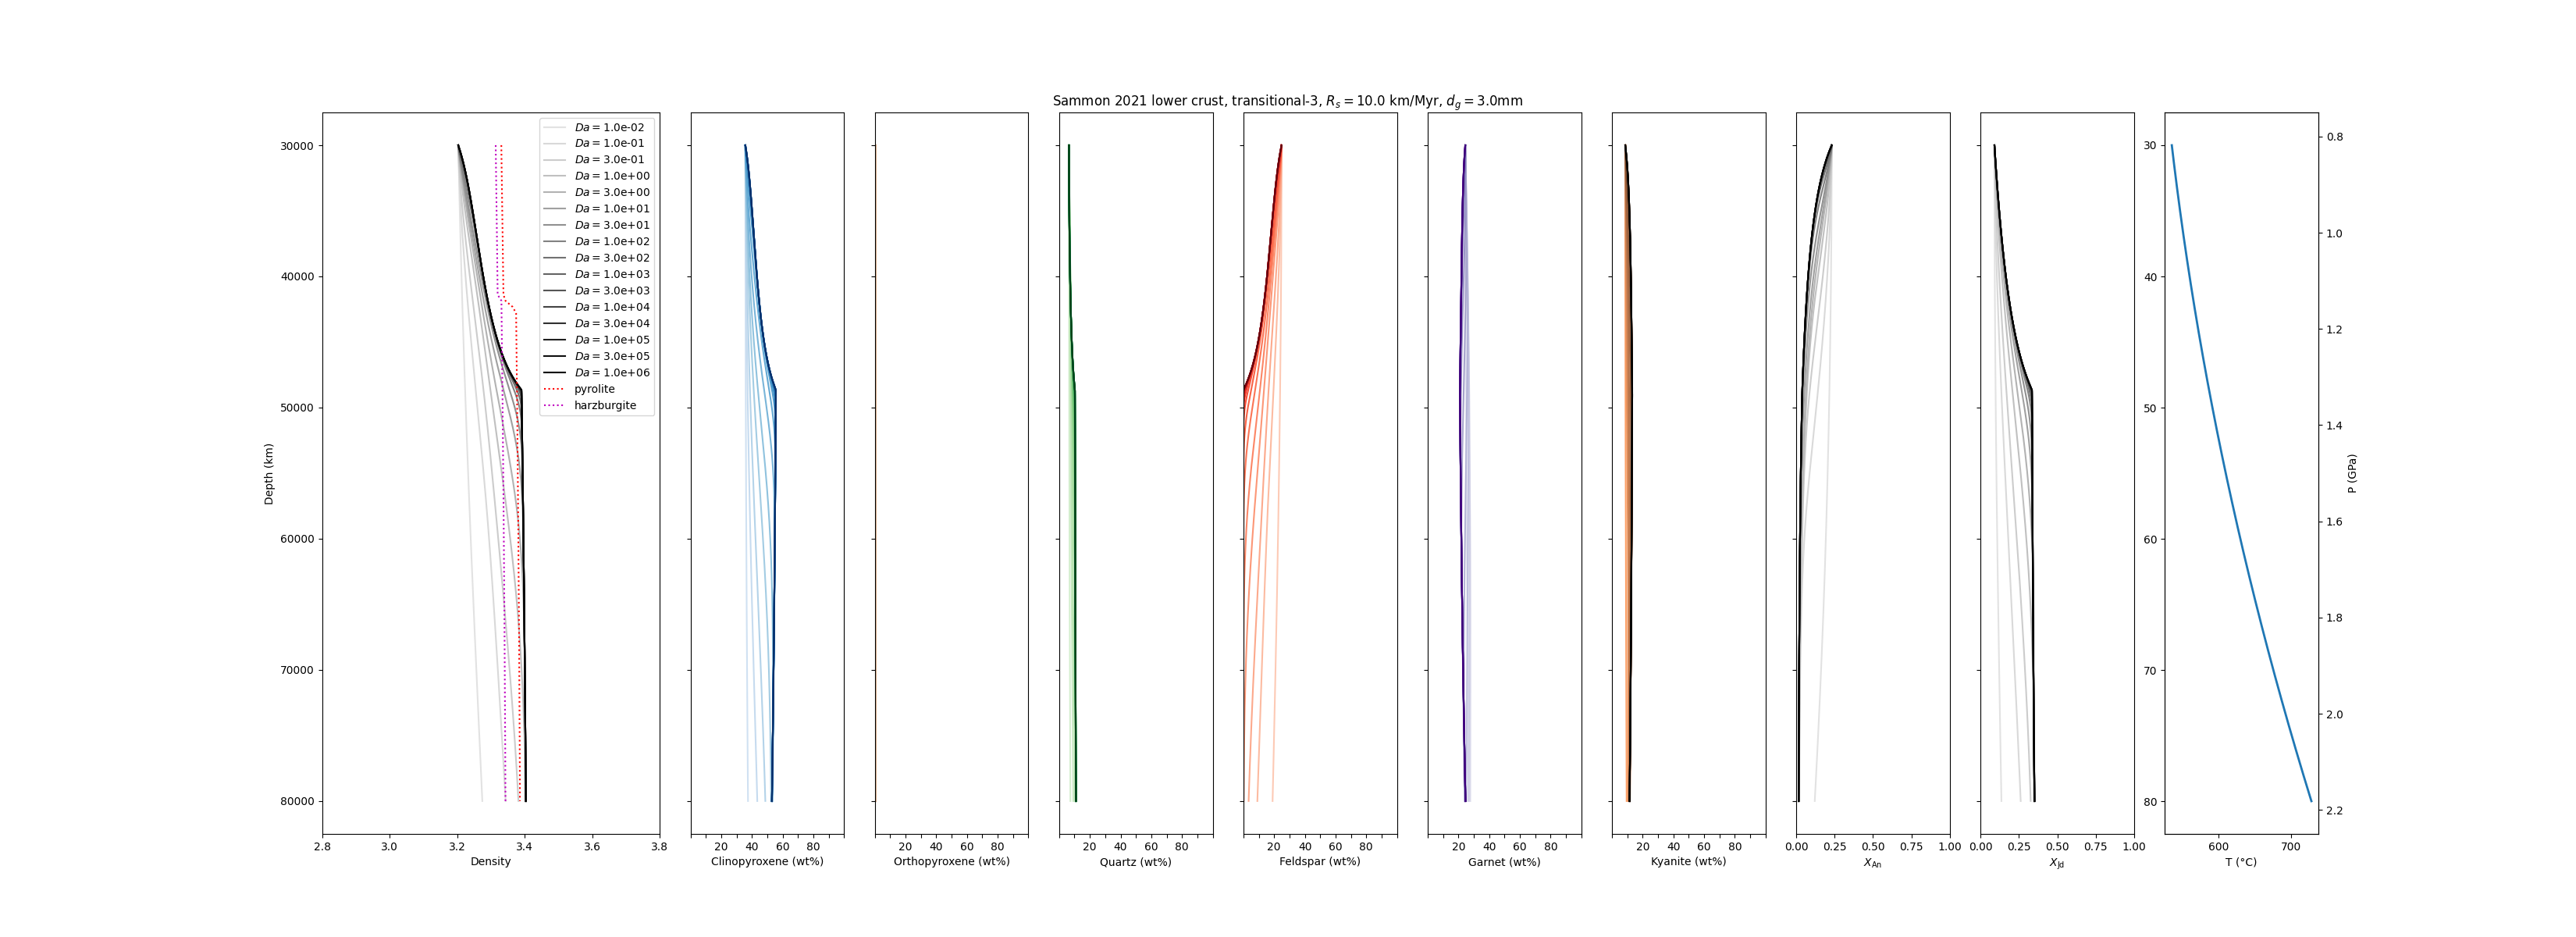 Sammon 2021 lower crust, transitional-3, Rs = 10.0 km/Myr, dg = 3.0mm
Da = 1.0e-02
Da = 1.0e-01
Da = 3.0e-01
Da = 1.0e+00
Da = 3.0e+00
Da = 1.0e+01
Da = 3.0e+01
Da = 1.0e+02
Da = 3.0e+02
Da = 1.0e+03
Da = 3.0e+03
Da = 1.0e+04
Da = 3.0e+04
Da = 1.0e+05
Da = 3.0e+05
Da = 1.0e+06
pyrolite
harzburgite
Depth (km)
30000
40000
50000
60000
70000
80000
2.8 3.0 3.2 3.4 3.6 3.8
Density
20 40 60 80
Clinopyroxene (wt%)
20 40 60 80
Orthopyroxene (wt%)
20 40 60 80
Quartz (wt%)
20 40 60 80
Feldspar (wt%)
20 40 60 80
Garnet (wt%)
20 40 60 80
Kyanite (wt%)
0.00 0.25 0.50 0.75 1.00
XAn
0.00 0.25 0.50 0.75 1.00
XJd
30
40
50
60
70
80
600 700
T (°C)
0.8
1.0
1.2
1.4
1.6
1.8
2.0
2.2
P (GPa)